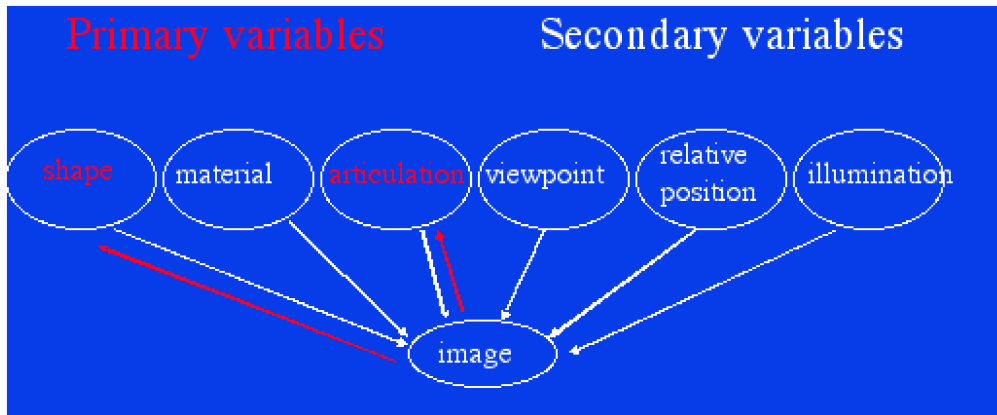 Primary variables
Secondary variables
shape
material
articulation
viewpoint
relative
position
illumination
image